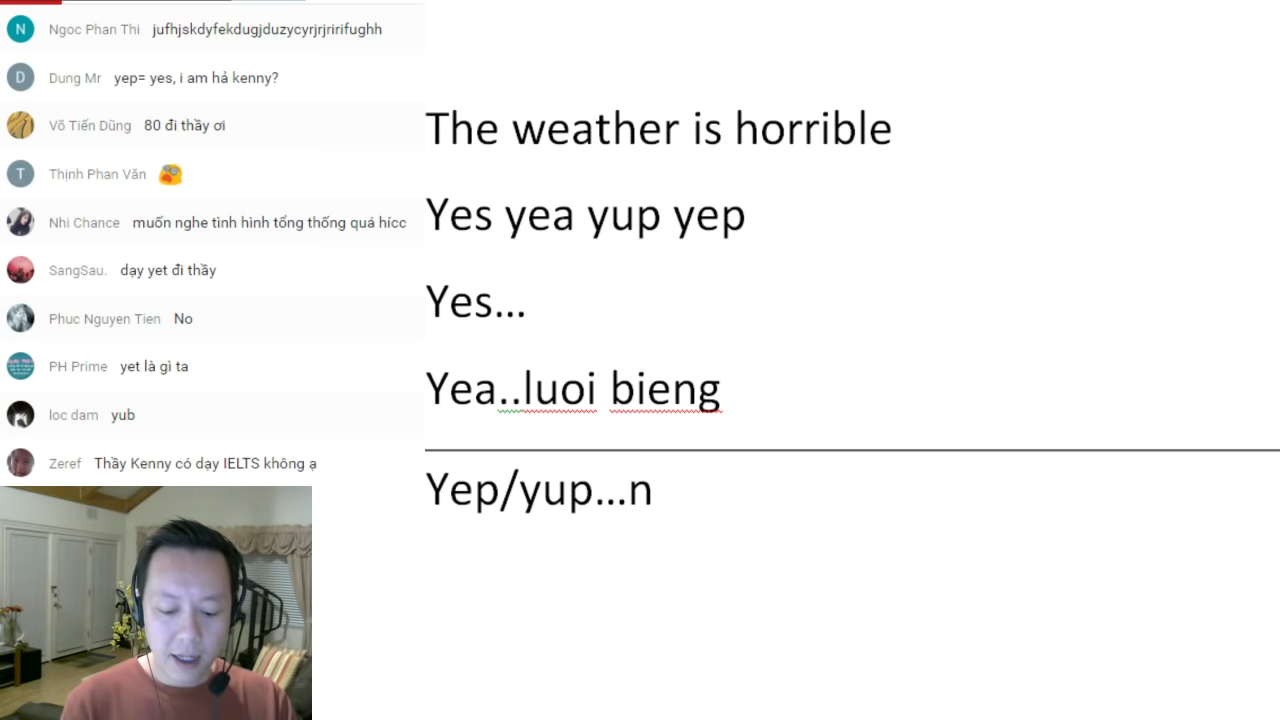 N Ngoc Phan Thi jufhjskdyfekdugjduzycyrjrjririfughh
D Dung Mr yep= yes, i am hả kenny?
Võ Tiến Dũng 80 đi thầy ơi
T Thịnh Phan Văn
Nhi Chance muốn nghe tình hình tổng thống quá hícc
SangSau. dạy yet đi thầy
Phuc Nguyen Tien No
PH Prime yet là gì ta
loc dam yub
Zeref Thầy Kenny có dạy IELTS không ạ
The weather is horrible
Yes yea yup yep
Yes...
Yea..luoi bieng
Yep/yup...n